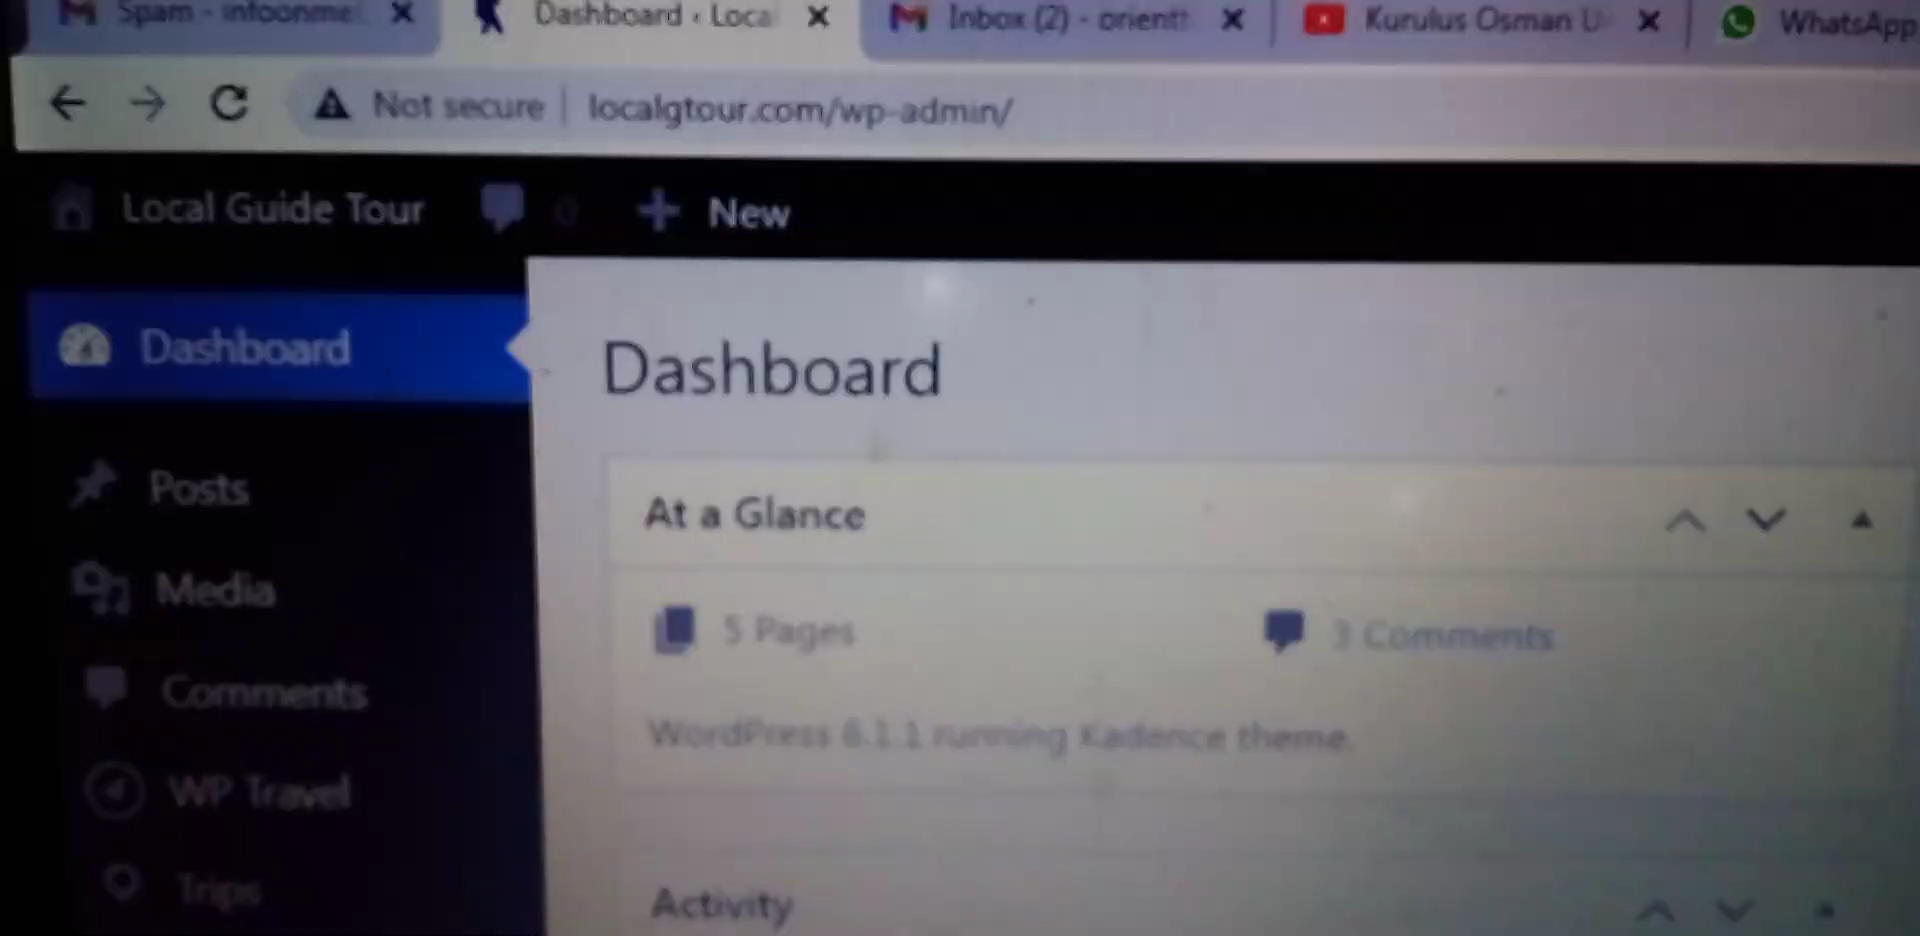 Spam - infoonme
Dashboard ‹ Loca
Inbox (2) - orientt
Kurulus Osman U
WhatsApp
Not secure | localgtour.com/wp-admin/
Local Guide Tour
0
New
Dashboard
Dashboard
Posts
Media
Comments
WP Travel
Trips
At a Glance
5 Pages
3 Comments
WordPress 6.1.1 running Kadence theme.
Activity